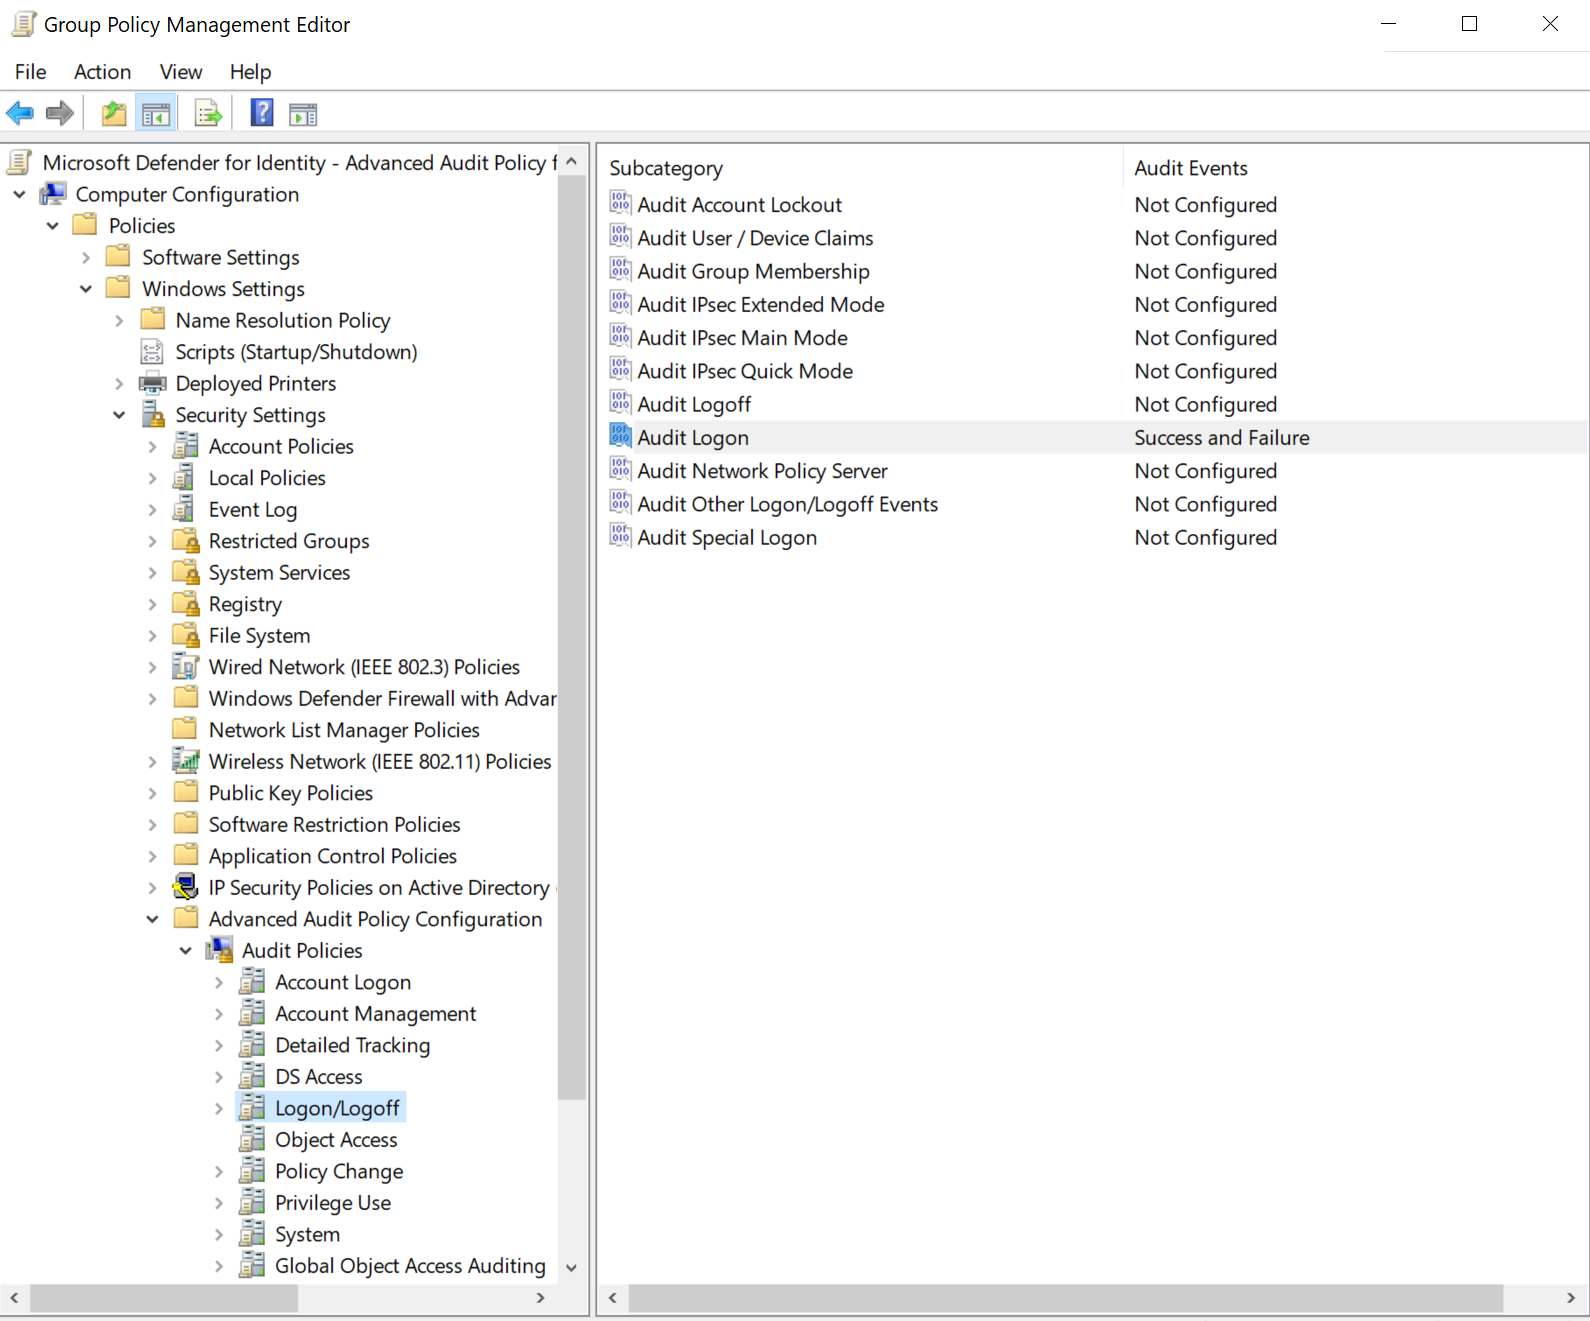 Group Policy Management Editor
File Action View Help
Microsoft Defender for Identity - Advanced Audit Policy f
Computer Configuration
Policies
Software Settings
Windows Settings
Name Resolution Policy
Scripts (Startup/Shutdown)
Deployed Printers
Security Settings
Account Policies
Local Policies
Event Log
Restricted Groups
System Services
Registry
File System
Wired Network (IEEE 802.3) Policies
Windows Defender Firewall with Advar
Network List Manager Policies
Wireless Network (IEEE 802.11) Policies
Public Key Policies
Software Restriction Policies
Application Control Policies
IP Security Policies on Active Directory
Advanced Audit Policy Configuration
Audit Policies
Account Logon
Account Management
Detailed Tracking
DS Access
Logon/Logoff
Object Access
Policy Change
Privilege Use
System
Global Object Access Auditing
Subcategory Audit Events
Audit Account Lockout Not Configured
Audit User / Device Claims Not Configured
Audit Group Membership Not Configured
Audit IPsec Extended Mode Not Configured
Audit IPsec Main Mode Not Configured
Audit IPsec Quick Mode Not Configured
Audit Logoff Not Configured
Audit Logon Success and Failure
Audit Network Policy Server Not Configured
Audit Other Logon/Logoff Events Not Configured
Audit Special Logon Not Configured